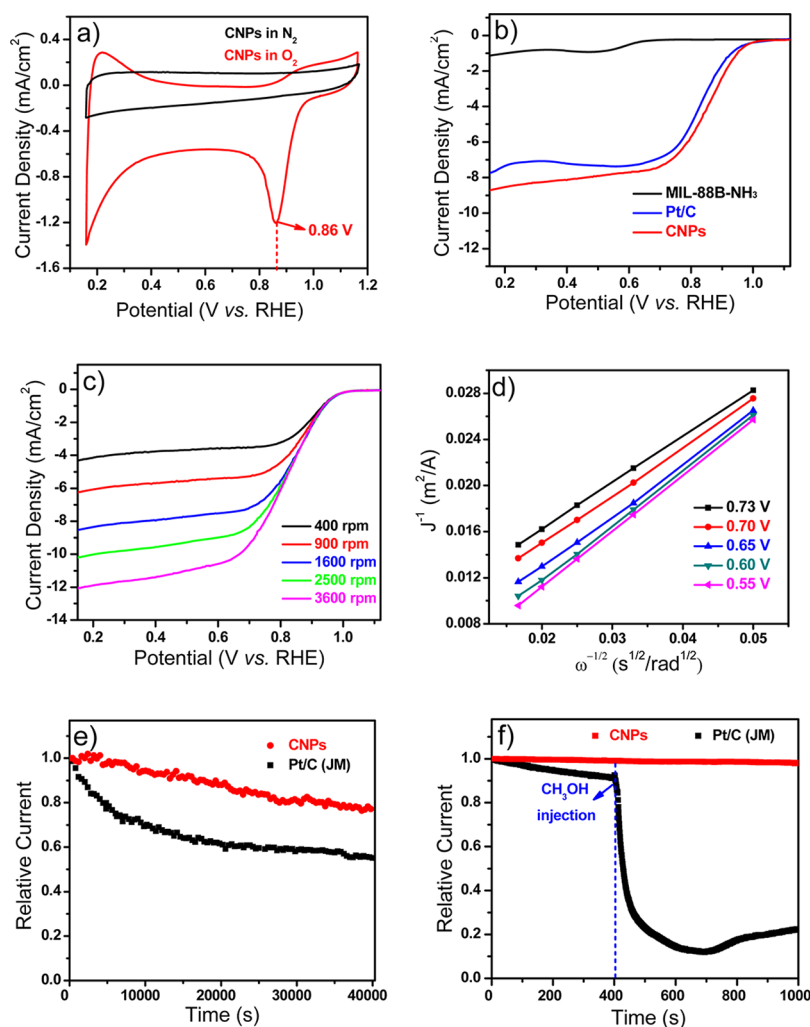 a)
CNPs in N2
CNPs in O2
0.86 V
0.4
0.0
-0.4
-0.8
-1.2
-1.6
Current Density (mA/cm²)
0.2 0.4 0.6 0.8 1.0 1.2
Potential (V vs. RHE)
b)
MIL-88B-NH3
Pt/C
CNPs
0
-2
-4
-6
-8
-10
-12
Current Density (mA/cm²)
0.2 0.4 0.6 0.8 1.0
Potential (V vs. RHE)
c)
400 rpm
900 rpm
1600 rpm
2500 rpm
3600 rpm
0
-2
-4
-6
-8
-10
-12
-14
Current Density (mA/cm²)
0.2 0.4 0.6 0.8 1.0
Potential (V vs. RHE)
d)
0.73 V
0.70 V
0.65 V
0.60 V
0.55 V
0.028
0.024
0.020
0.016
0.012
0.008
J⁻¹ (m²/A)
0.02 0.03 0.04 0.05
ω^-1/2 (s^1/2/rad^1/2)
e)
CNPs
Pt/C (JM)
1.0
0.8
0.6
0.4
0.2
0.0
Relative Current
0 10000 20000 30000 40000
Time (s)
f)
CNPs Pt/C (JM)
CH3OH
injection
1.0
0.8
0.6
0.4
0.2
0.0
Relative Current
0 200 400 600 800 1000
Time (s)